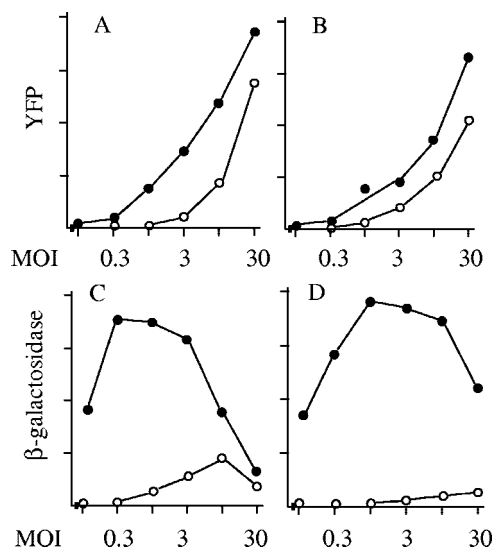 A
B
YFP
MOI 0.3 3 30 0.3 3 30
C
D
β-galactosidase
MOI 0.3 3 30 0.3 3 30